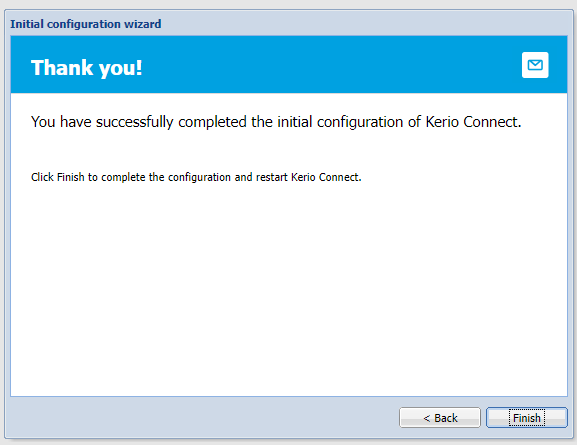 Initial configuration wizard
Thank you!
You have successfully completed the initial configuration of Kerio Connect.
Click Finish to complete the configuration and restart Kerio Connect.
< Back
Finish